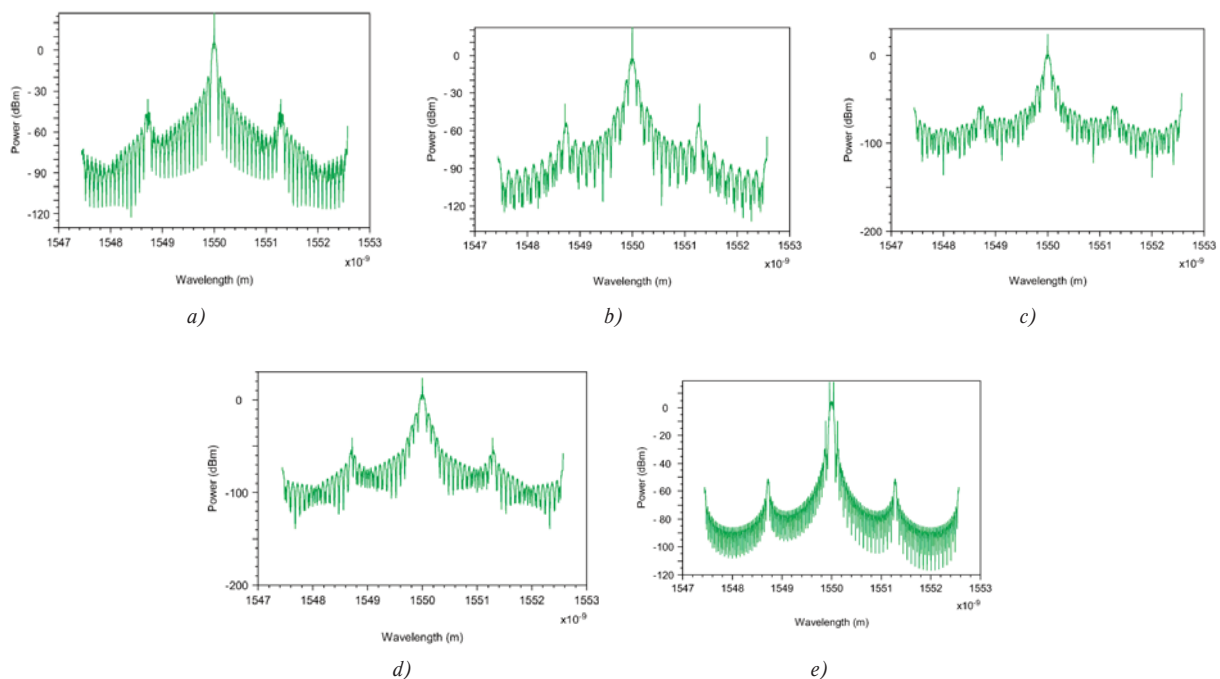 Power (dBm)
0
- 30
-60
- 90
-120
1547 1548 1549 1550 1551 1552 1553
x10-9
Wavelength (m)
a)
Power (dBm)
0
- 30
-60
-90
-120
1547 1548 1549 1550 1551 1552 1553
x10-9
Wavelength (m)
b)
Power (dBm)
0
-100
-200
1547 1548 1549 1550 1551 1552 1553
x10-9
Wavelength (m)
c)
Power (dBm)
0
-100
-200
1547 1548 1549 1550 1551 1552 1553
x10-9
Wavelength (m)
d)
Power (dBm)
0
- 20
- 40
- 60
- 80
-100
-120
1547 1548 1549 1550 1551 1552 1553
x10-9
Wavelength (m)
e)